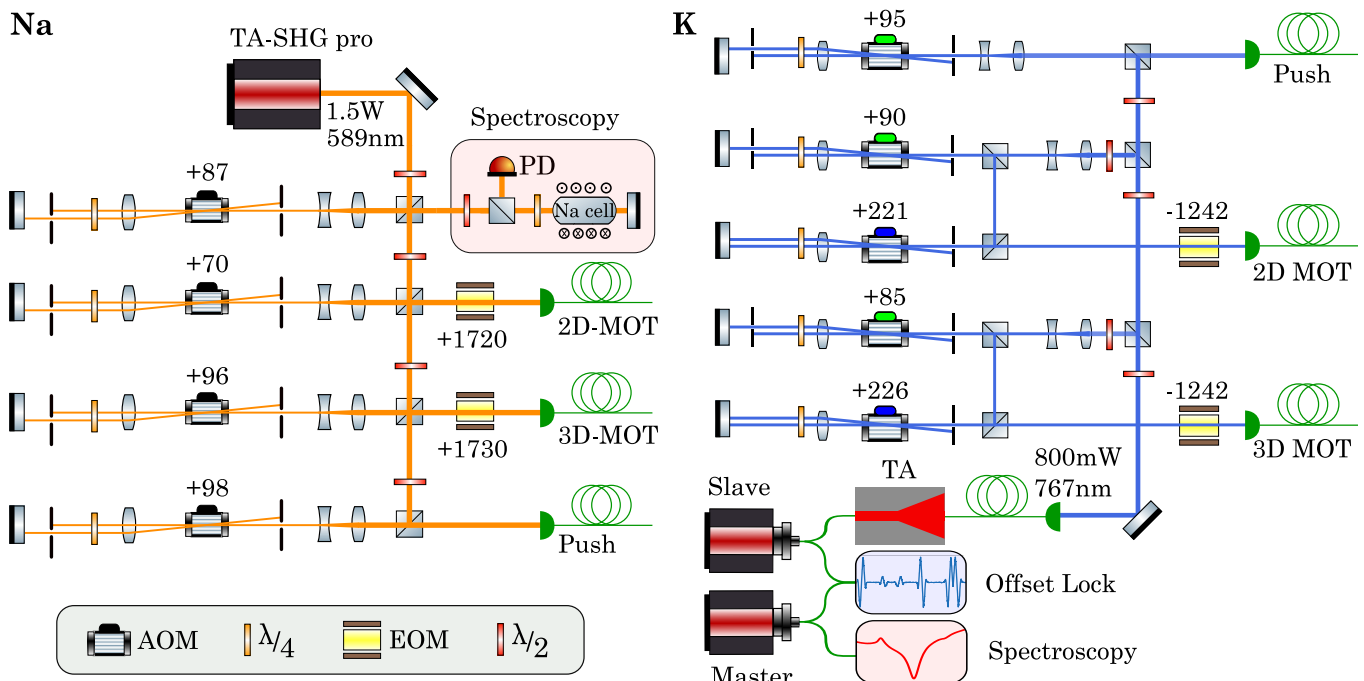 Na
TA-SHG pro
1.5W
589nm
Spectroscopy
PD
Na cell
+87
+70
+1720
2D-MOT
+96
+1730
3D-MOT
+98
Push
AOM
λ/4
EOM
λ/2
K
+95
Push
+90
+221
-1242
2D MOT
+85
+226
-1242
3D MOT
800mW
767nm
TA
Slave
Offset Lock
Master
Spectroscopy